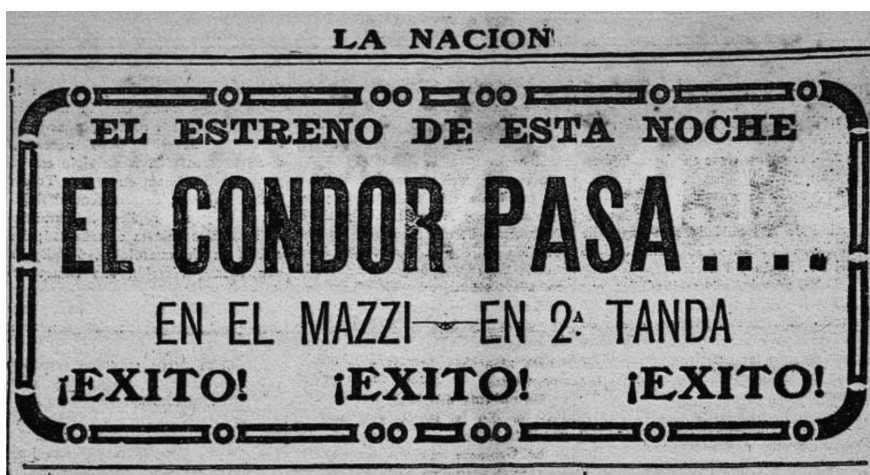 LA NACION
EL ESTRENO DE ESTA NOCHE
EL CONDOR PASA....
EN EL MAZZI—EN 2ª TANDA
¡EXITO! ¡EXITO! ¡EXITO!